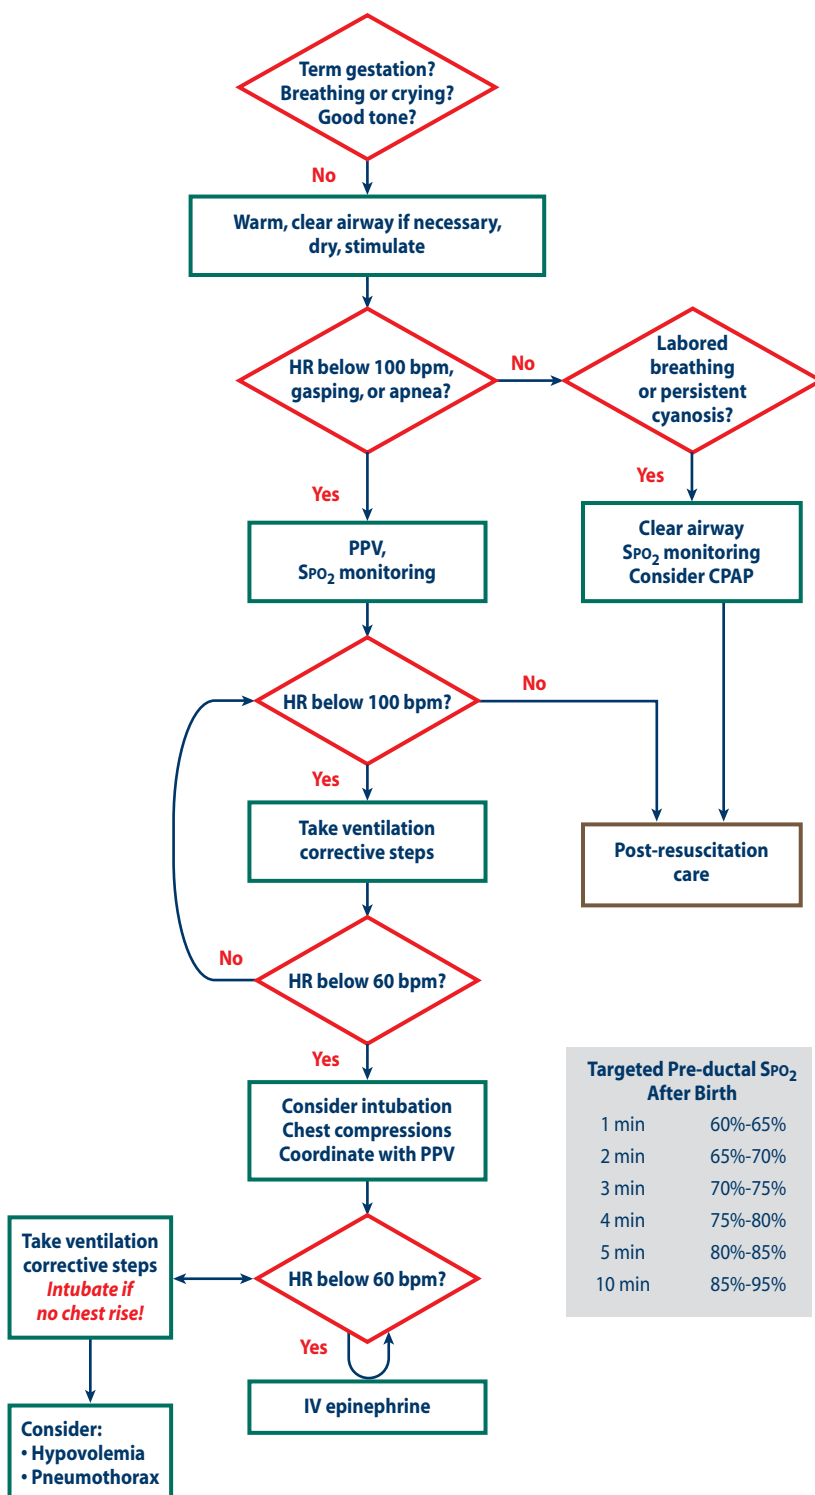 Term gestation?
Breathing or crying?
Good tone?
No
Warm, clear airway if necessary,
dry, stimulate
HR below 100 bpm,
gasping, or apnea?
No
Labored
breathing
or persistent
cyanosis?
Yes
Yes
PPV,
SPO₂ monitoring
Clear airway
SPO₂ monitoring
Consider CPAP
HR below 100 bpm?
No
Yes
Take ventilation
corrective steps
Post-resuscitation
care
HR below 60 bpm?
No
Yes
Consider intubation
Chest compressions
Coordinate with PPV
Targeted Pre-ductal SPO₂
After Birth
1 min 60%-65%
2 min 65%-70%
3 min 70%-75%
4 min 75%-80%
5 min 80%-85%
10 min 85%-95%
Take ventilation
corrective steps
Intubate if
no chest rise!
HR below 60 bpm?
Yes
IV epinephrine
Consider:
• Hypovolemia
• Pneumothorax